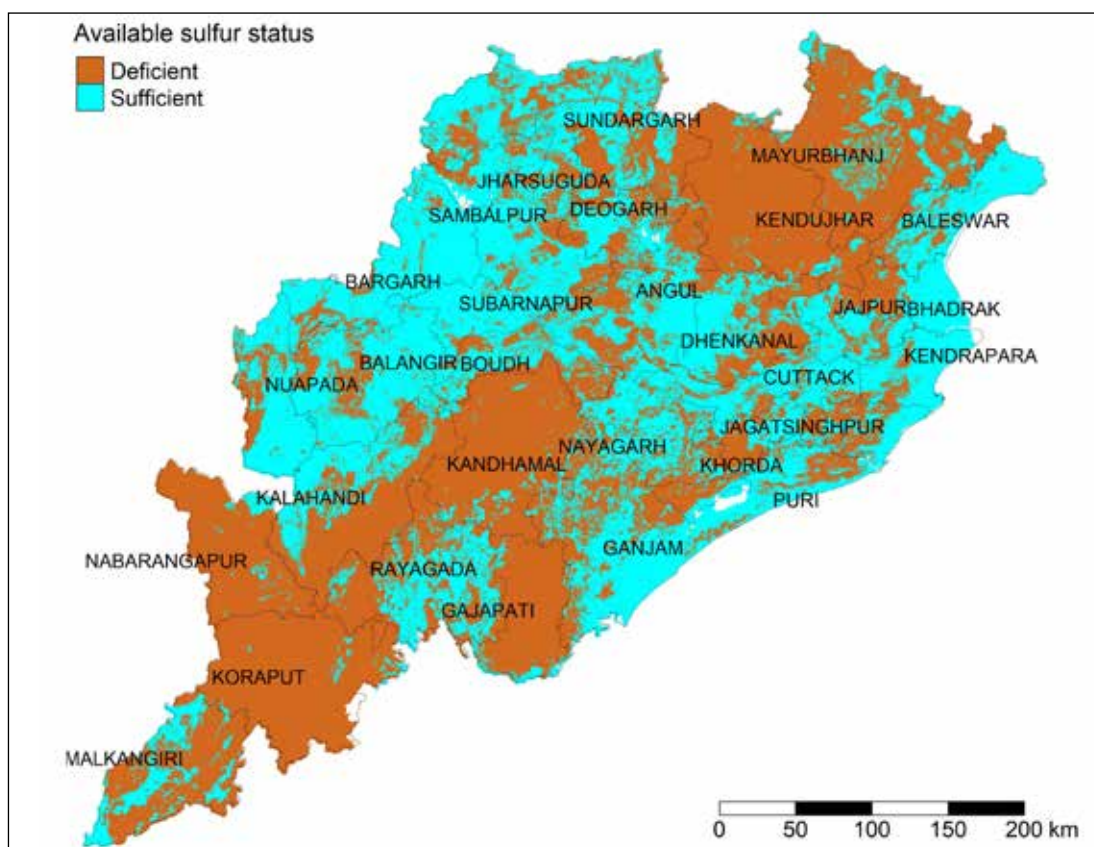 Available sulfur status
Deficient
Sufficient
SUNDARGARH
MAYURBHANJ
JHARSUGUDA
SAMBALPUR
DEOGARH
KENDUJHAR
BALESWAR
BARGARH
SUBARNAPUR
ANGUL
JAJPUR
BHADRAK
DHENKANAL
KENDRAPARA
BALANGIR
BOUDH
NUAPADA
CUTTACK
JAGATSINGHPUR
NAYAGARH
KANDHAMAL
KHORDA
KALAHANDI
PURI
GANJAM
NABARANGAPUR
RAYAGADA
GAJAPATI
KORAPUT
MALKANGIRI
0 50 100 150 200 km